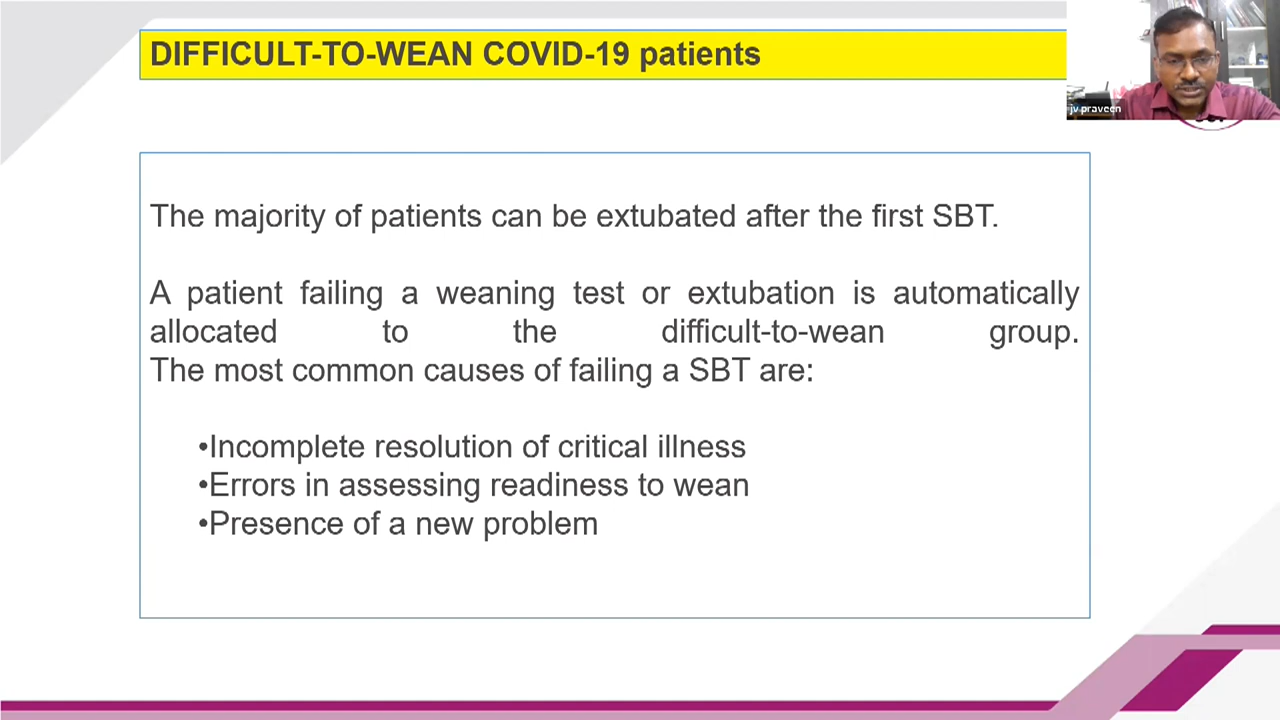 DIFFICULT-TO-WEAN COVID-19 patients
jv praveen
The majority of patients can be extubated after the first SBT.
A patient failing a weaning test or extubation is automatically
allocated to the difficult-to-wean group.
The most common causes of failing a SBT are:
•Incomplete resolution of critical illness
•Errors in assessing readiness to wean
•Presence of a new problem